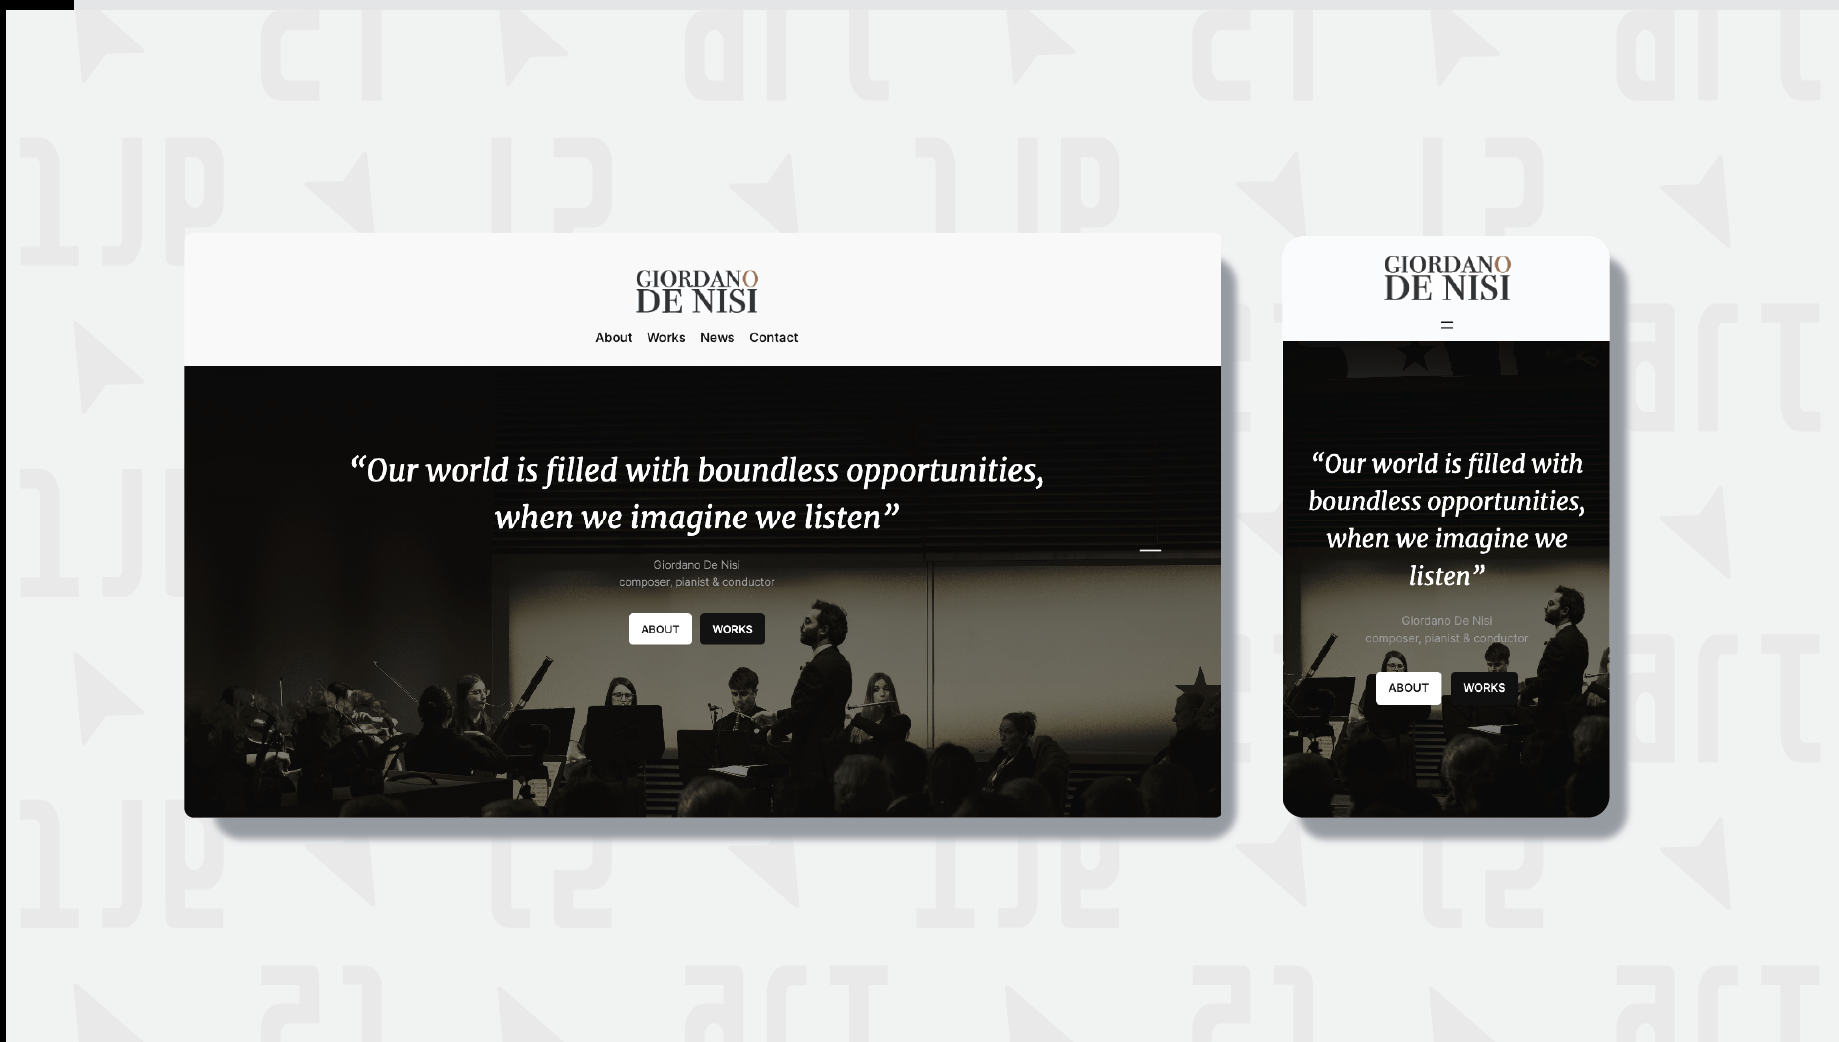 GIORDANO
DE NISI
About Works News Contact
“Our world is filled with boundless opportunities,
when we imagine we listen”
Giordano De Nisi
composer, pianist & conductor
ABOUT WORKS
GIORDANO
DE NISI
“Our world is filled with
boundless opportunities,
when we imagine we
listen”
Giordano De Nisi
composer, pianist & conductor
ABOUT WORKS